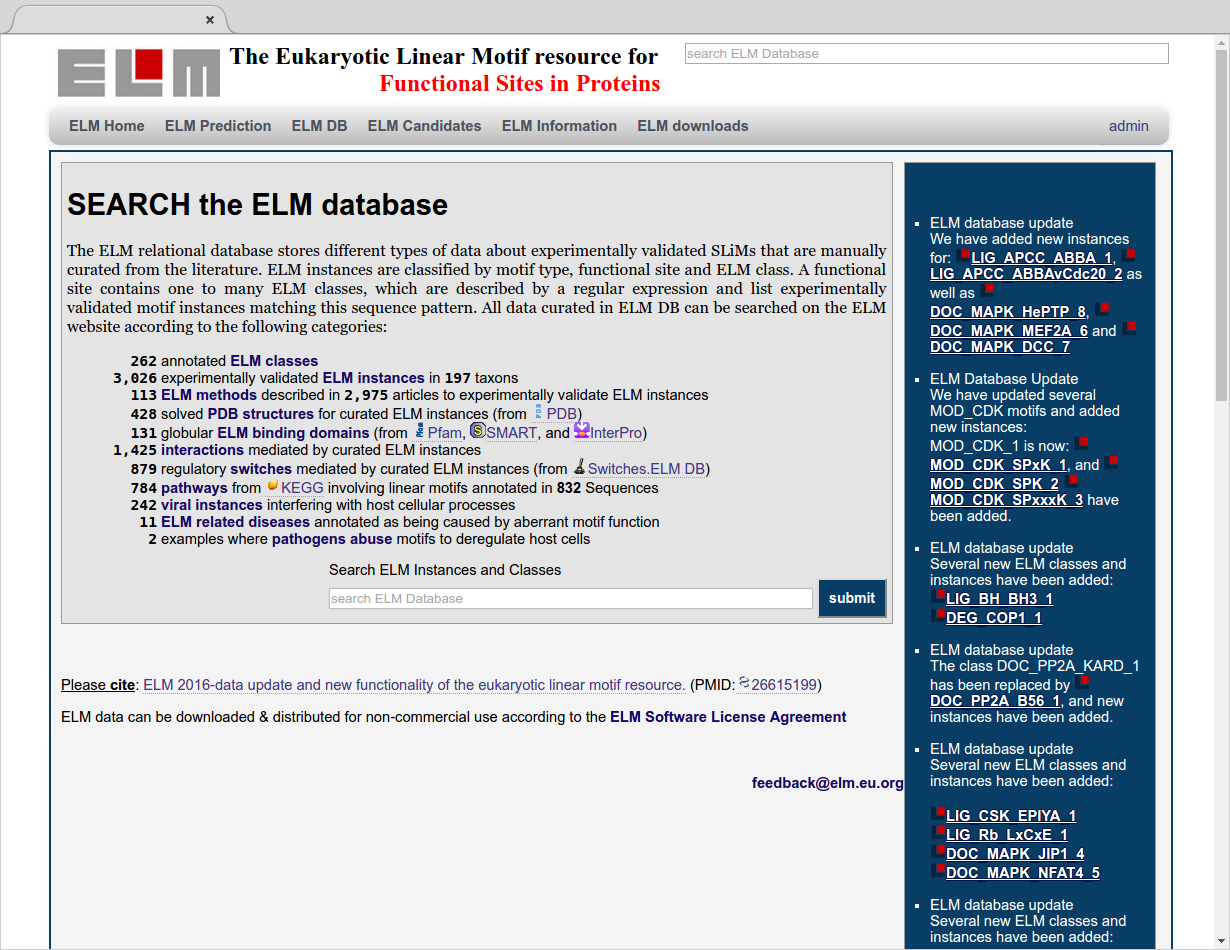 ELM
The Eukaryotic Linear Motif resource for
Functional Sites in Proteins
search ELM Database
ELM Home ELM Prediction ELM DB ELM Candidates ELM Information ELM downloads admin
SEARCH the ELM database
The ELM relational database stores different types of data about experimentally validated SLiMs that are manually
curated from the literature. ELM instances are classified by motif type, functional site and ELM class. A functional
site contains one to many ELM classes, which are described by a regular expression and list experimentally
validated motif instances matching this sequence pattern. All data curated in ELM DB can be searched on the ELM
website according to the following categories:
262 annotated ELM classes
3,026 experimentally validated ELM instances in 197 taxons
113 ELM methods described in 2,975 articles to experimentally validate ELM instances
428 solved PDB structures for curated ELM instances (from PDB)
131 globular ELM binding domains (from Pfam, SMART, and InterPro)
1,425 interactions mediated by curated ELM instances
879 regulatory switches mediated by curated ELM instances (from Switches.ELM DB)
784 pathways from KEGG involving linear motifs annotated in 832 Sequences
242 viral instances interfering with host cellular processes
11 ELM related diseases annotated as being caused by aberrant motif function
2 examples where pathogens abuse motifs to deregulate host cells
Search ELM Instances and Classes
search ELM Database submit
Please cite: ELM 2016-data update and new functionality of the eukaryotic linear motif resource. (PMID: 26615199)
ELM data can be downloaded & distributed for non-commercial use according to the ELM Software License Agreement
feedback@elm.eu.org
ELM database update
We have added new instances
for: LIG_APCC_ABBA_1,
LIG_APCC_ABBAvCdc20_2 as
well as
DOC_MAPK_HePTP_8,
DOC_MAPK_MEF2A_6 and
DOC_MAPK_DCC_7
ELM Database Update
We have updated several
MOD_CDK motifs and added
new instances:
MOD_CDK_1 is now:
MOD_CDK_SPxK_1, and
MOD_CDK_SPK_2
MOD_CDK_SPxxxK_3 have
been added.
ELM database update
Several new ELM classes and
instances have been added:
LIG_BH_BH3_1
DEG_COP1_1
ELM database update
The class DOC_PP2A_KARD_1
has been replaced by
DOC_PP2A_B56_1, and new
instances have been added.
ELM database update
Several new ELM classes and
instances have been added:
LIG_CSK_EPIYA_1
LIG_Rb_LxCxE_1
DOC_MAPK_JIP1_4
DOC_MAPK_NFAT4_5
ELM database update
Several new ELM classes and
instances have been added: